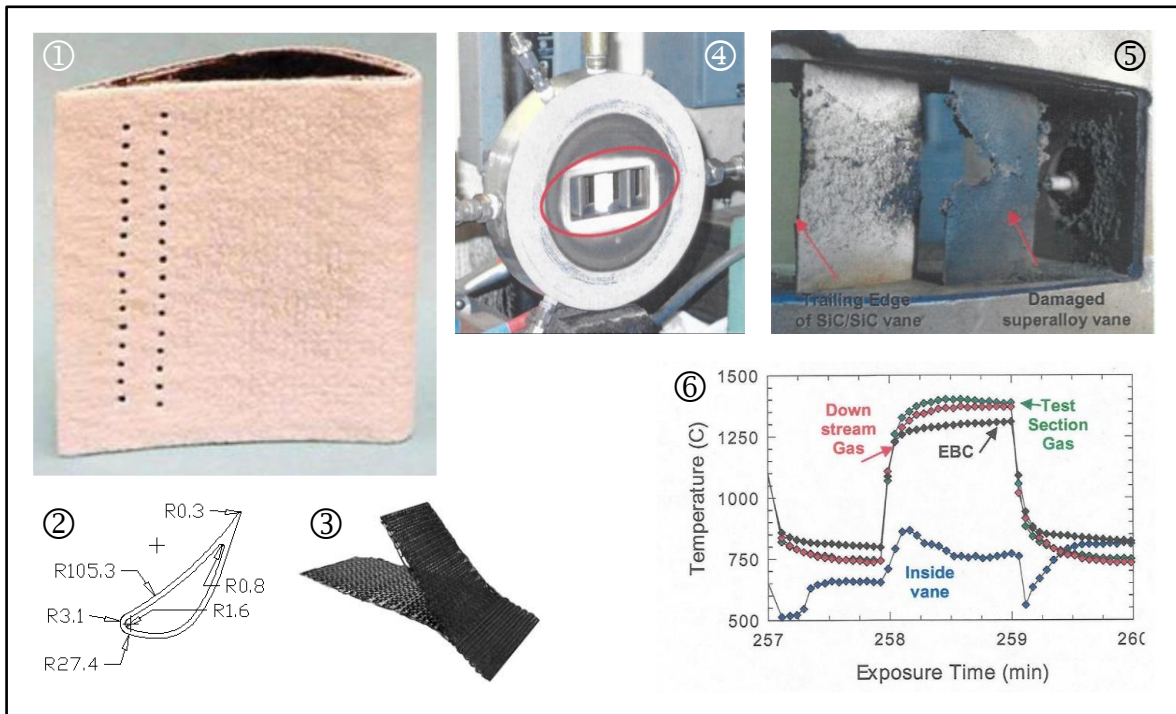 ①
④
⑤
Trailing Edge
of SiC/SiC vane
Damaged
superalloy vane
②
R0.3
R105.3
R0.8
R3.1
R1.6
R27.4
③
⑥
Temperature (C)
1500
1250
1000
750
500
Down
stream
Gas
EBC
Test
Section
Gas
Inside
vane
257
258
259
26
Exposure Time (min)